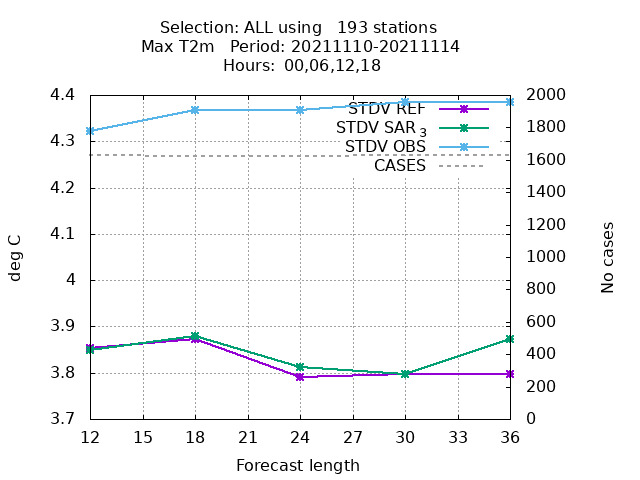 Selection: ALL using   193 stations
Max T2m   Period: 20211110-20211114
Hours:  00,06,12,18
4.4
4.3
4.2
4.1
4
3.9
3.8
3.7
deg C
STDV REF
STDV SAR 3
STDV OBS
CASES
2000
1800
1600
1400
1200
1000
800
600
400
200
0
No cases
12 15 18 21 24 27 30 33 36
Forecast length